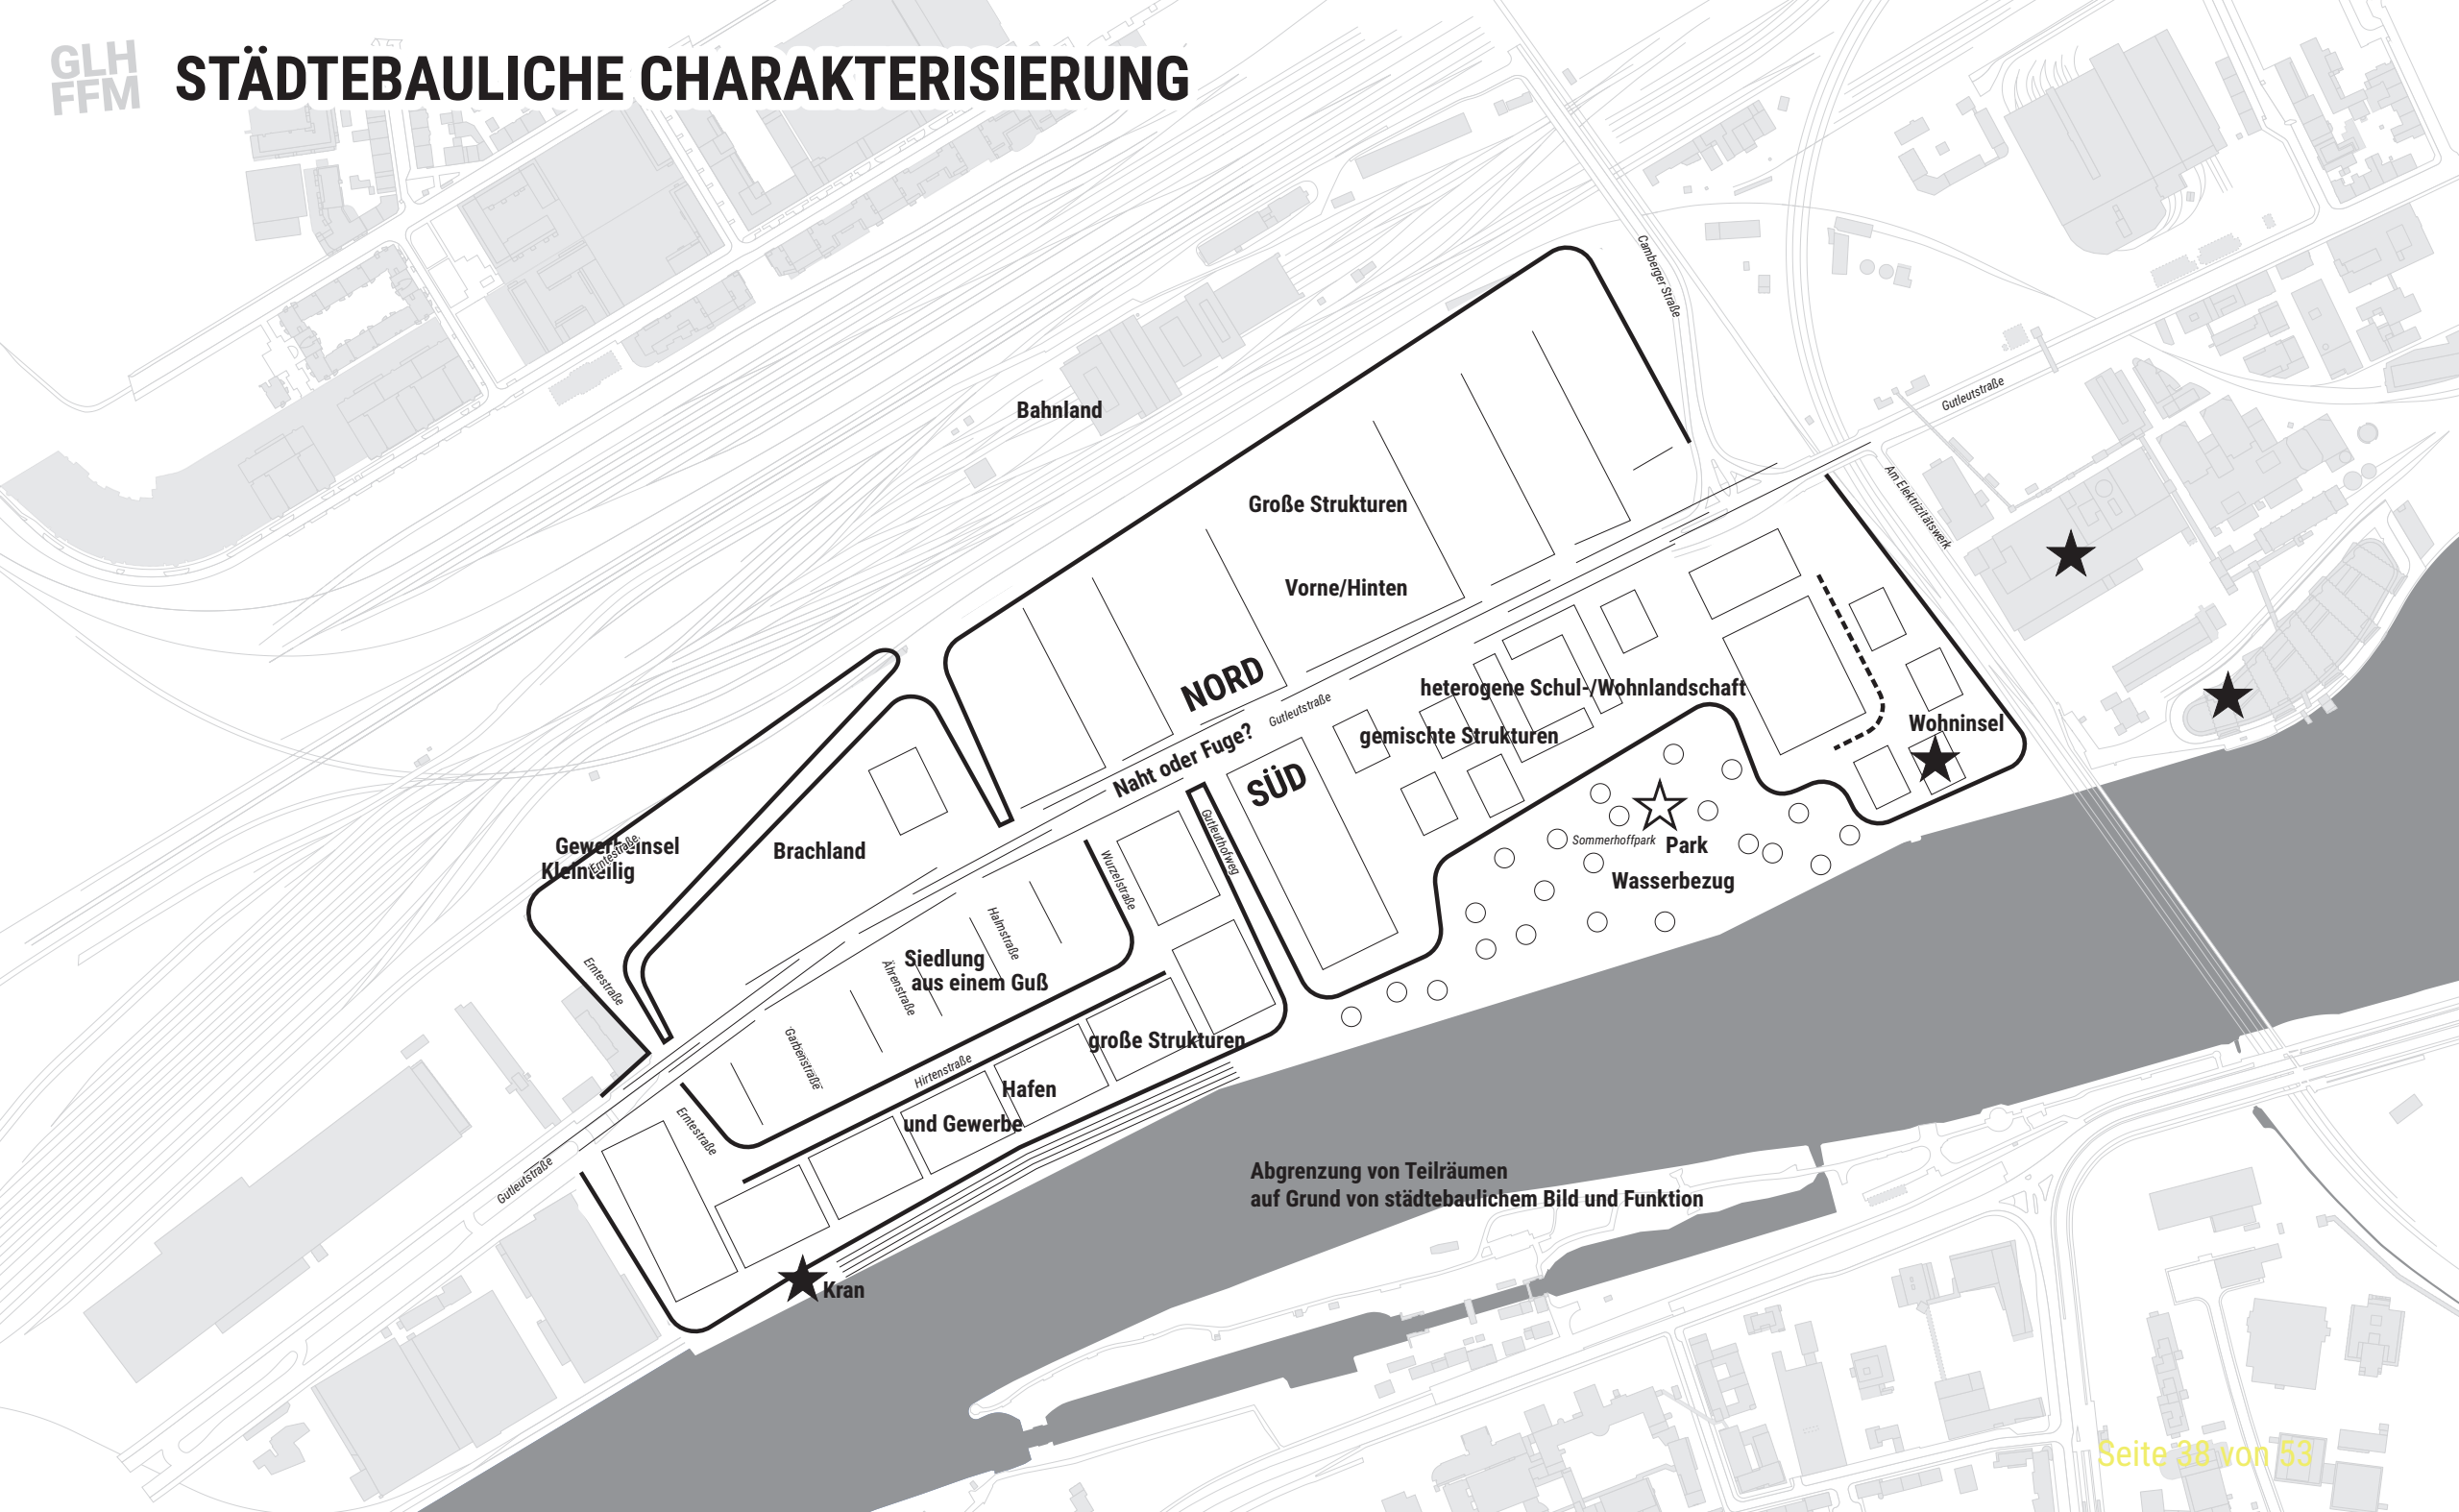 GLH
FFM
STÄDTEBAULICHE CHARAKTERISIERUNG
Camberger Straße
Gutleutstraße
Bahnland
Am Elektrizitätswerk
Große Strukturen
Vorne/Hinten
NORD
Gutleutstraße
heterogene Schul-/Wohnlandschaft
gemischte Strukturen
Wohninsel
Naht oder Fuge?
SÜD
Gewerbeinsel
Kleinteilig
Erntestraße
Brachland
Gutleuthofweg
Wurzelstraße
Sommerhoffpark
Park
Wasserbezug
Halmstraße
Siedlung
aus einem Guß
Ährenstraße
Erntestraße
Garbenstraße
große Strukturen
Hirtenstraße
Hafen
und Gewerbe
Erntestraße
Gutleutstraße
Abgrenzung von Teilräumen
auf Grund von städtebaulichem Bild und Funktion
Kran
Seite 38 von 53